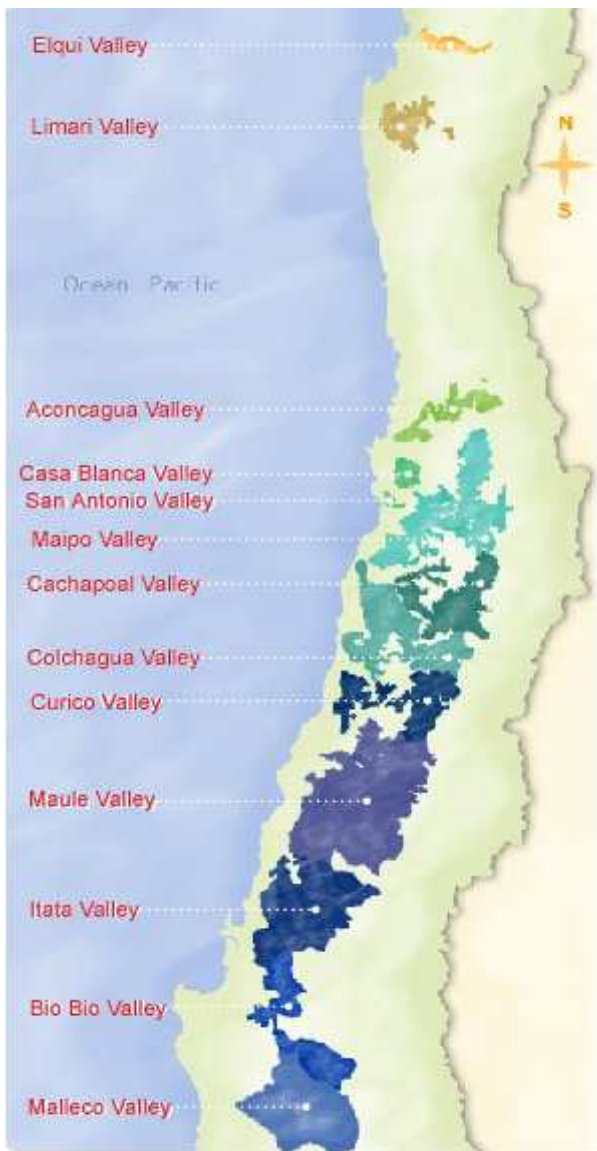 Elqui Valley
Limari Valley
N
S
Ocean Pacific
Aconcagua Valley
Casa Blanca Valley
San Antonio Valley
Maipo Valley
Cachapoal Valley
Colchagua Valley
Curico Valley
Maule Valley
Itata Valley
Bio Bio Valley
Malleco Valley